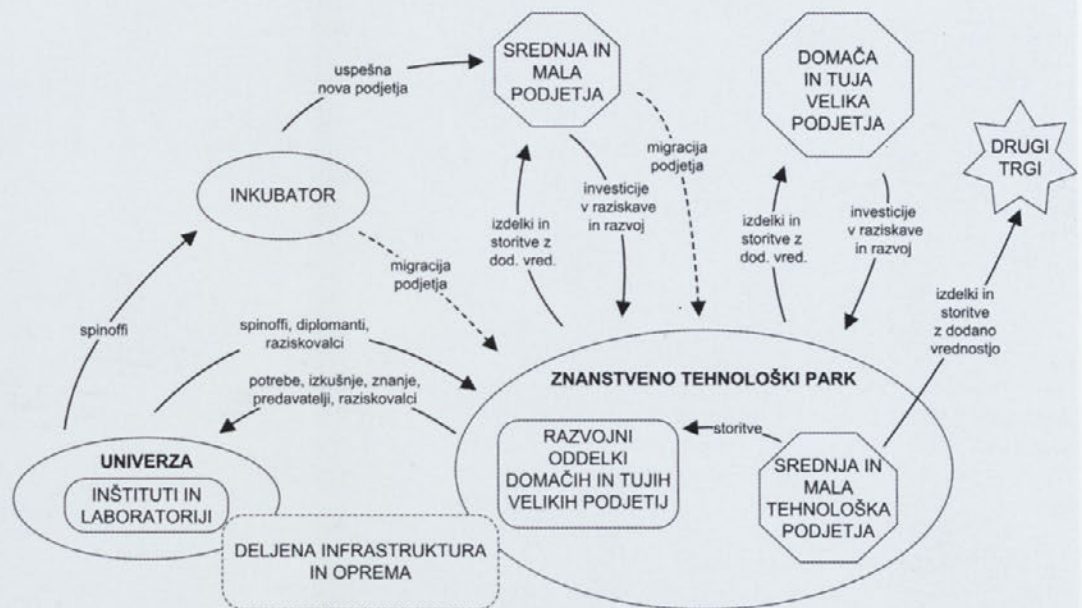 SREDNJA IN
MALA
PODJETJA
DOMAČA
IN TUJA
VELIKA
PODJETJA
DRUGI
TRGI
uspešna
nova podjetja
migracija
podjetja
INKUBATOR
izdelki in
storitve z
dod. vred.
investicije
v raziskave
in razvoj
izdelki in
storitve z
dod. vred.
investicije
v raziskave
in razvoj
migracija
podjetja
izdelki in
storitve
z dodano
vrednostjo
spinoffi
spinoffi, diplomanti,
raziskovalci
potrebe, izkušnje, znanje,
predavatelji, raziskovalci
ZNANSTVENO TEHNOLOŠKI PARK
RAZVOJNI
ODDELKI
DOMAČIH IN TUJIH
VELIKIH PODJETIJ
storitve
SREDNJA IN
MALA
TEHNOLOŠKA
PODJETJA
UNIVERZA
INŠTITUTI IN
LABORATORIJI
DELJENA INFRASTRUKTURA
IN OPREMA